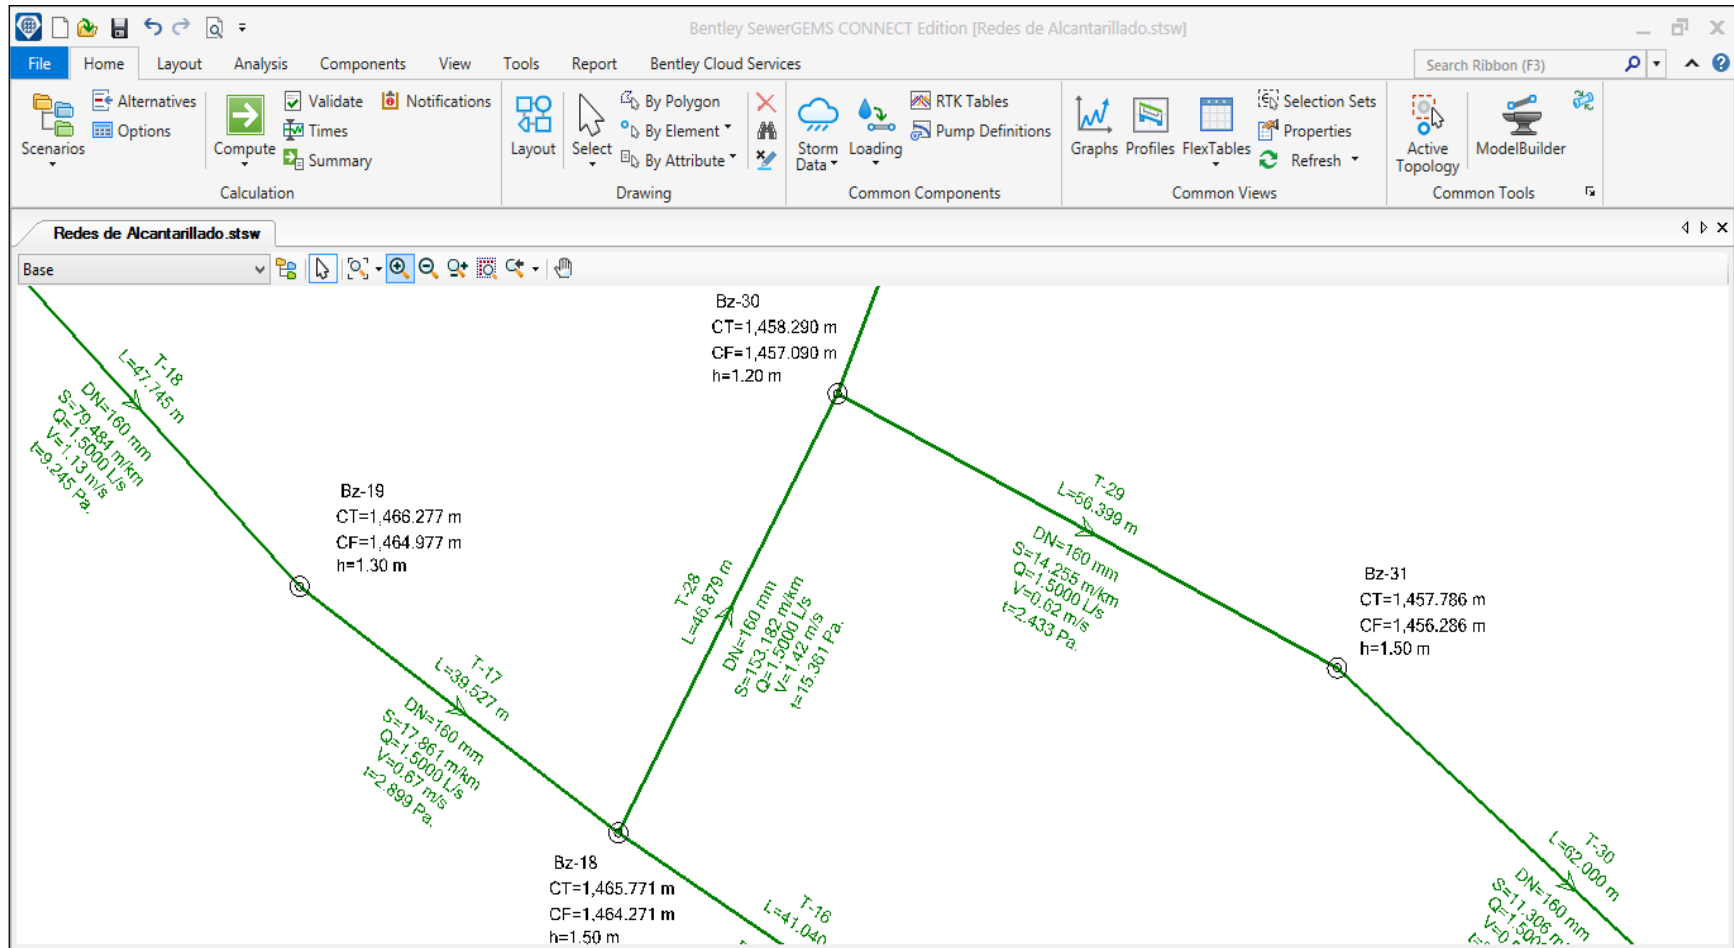 Bentley SewerGEMS CONNECT Edition [Redes de Alcantarillado.stsw]
File Home Layout Analysis Components View Tools Report Bentley Cloud Services
Search Ribbon (F3)
Scenarios
Alternatives
Options
Compute
Validate
Times
Summary
Notifications
Calculation
Layout
Select
By Polygon
By Element
By Attribute
Drawing
Storm Data
Loading
RTK Tables
Pump Definitions
Common Components
Graphs
Profiles
FlexTables
Selection Sets
Properties
Refresh
Common Views
Active Topology
ModelBuilder
Common Tools
Redes de Alcantarillado.stsw
Base
Bz-30
CT=1,458.290 m
CF=1,457.090 m
h=1.20 m
T-18
L=47.745 m
DN=160 mm
S=79.484 m/km
Q=1.5000 L/s
V=1.13 m/s
t=9.245 Pa.
Bz-19
CT=1,466.277 m
CF=1,464.977 m
h=1.30 m
T-28
L=46.879 m
DN=160 mm
S=153.182 m/km
Q=1.5000 L/s
V=1.42 m/s
t=15.361 Pa.
T-29
L=56.399 m
DN=160 mm
S=14.255 m/km
Q=1.5000 L/s
V=0.62 m/s
t=2.433 Pa.
Bz-31
CT=1,457.786 m
CF=1,456.286 m
h=1.50 m
T-17
L=39.527 m
DN=160 mm
S=17.861 m/km
Q=1.5000 L/s
V=0.67 m/s
t=2.899 Pa.
Bz-18
CT=1,465.771 m
CF=1,464.271 m
h=1.50 m
T-16
L=41.040
T-30
L=62.000 m
DN=160 mm
S=11.306 m/